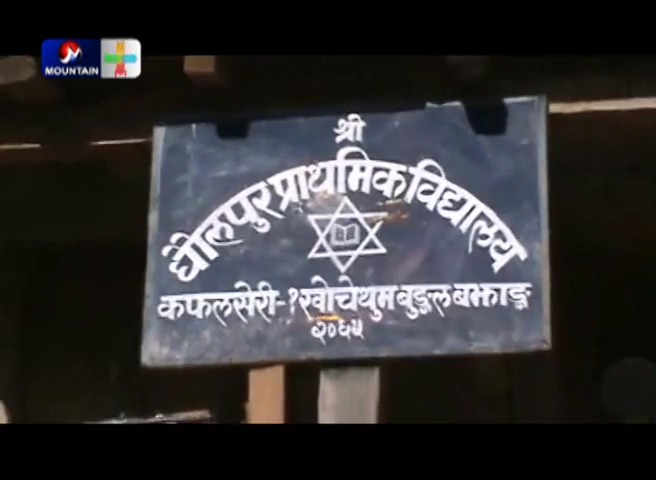 MOUNTAIN
श्री
धौलपुर प्राथमिक विद्यालय
कफलसेरी-१ खोचेथुम बुङ्गल बझाङ्ग
२०६५